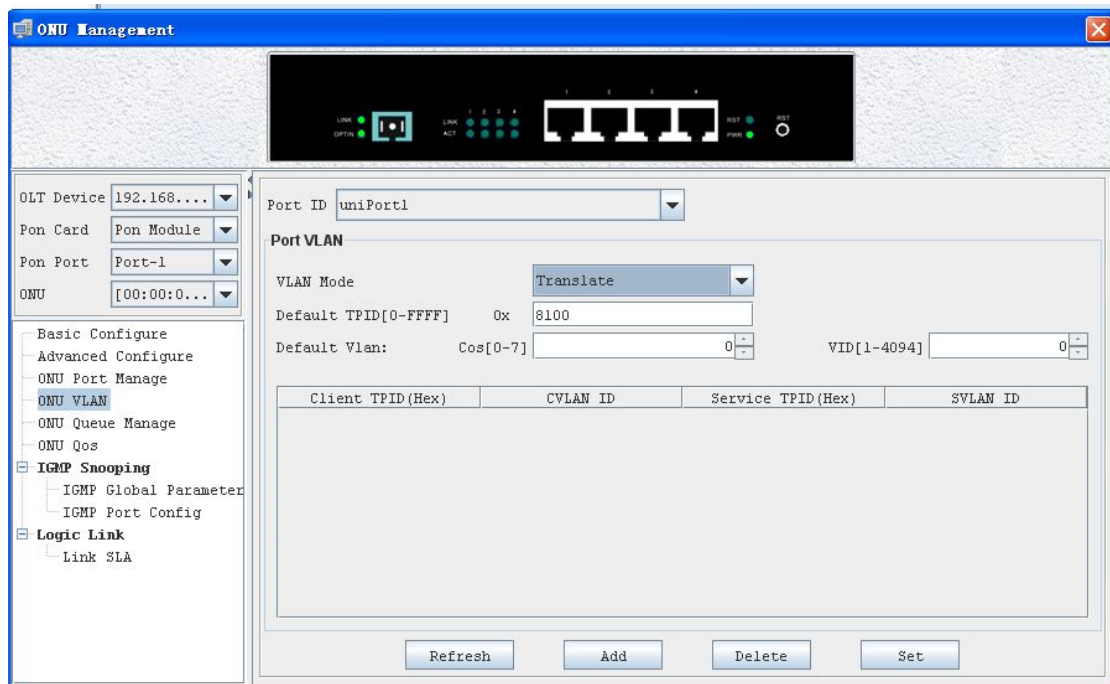 ONU Management
1 2 3 4
LINK
OPTIN
1 2 3 4
LINK
ACT
RST
PWR
RST
OLT Device 192.168....
Pon Card Pon Module
Pon Port Port-1
ONU [00:00:0...
Basic Configure
Advanced Configure
ONU Port Manage
ONU VLAN
ONU Queue Manage
ONU Qos
IGMP Snooping
IGMP Global Parameter
IGMP Port Config
Logic Link
Link SLA
Port ID uniPort1
Port VLAN
VLAN Mode Translate
Default TPID[0-FFFF] 0x 8100
Default Vlan: Cos[0-7] 0 VID[1-4094] 0
Client TPID(Hex) CVLAN ID Service TPID(Hex) SVLAN ID
Refresh Add Delete Set